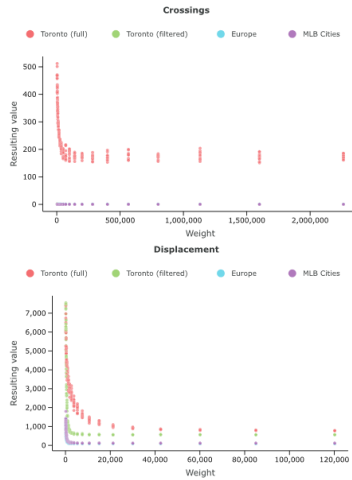 Crossings
Toronto (full) Toronto (filtered) Europe MLB Cities
500
400
300
200
100
0
Resulting value
0 500,000 1,000,000 1,500,000 2,000,000
Weight
Displacement
Toronto (full) Toronto (filtered) Europe MLB Cities
7,000
6,000
5,000
4,000
3,000
2,000
1,000
0
Resulting value
0 20,000 40,000 60,000 80,000 100,000 120,000
Weight